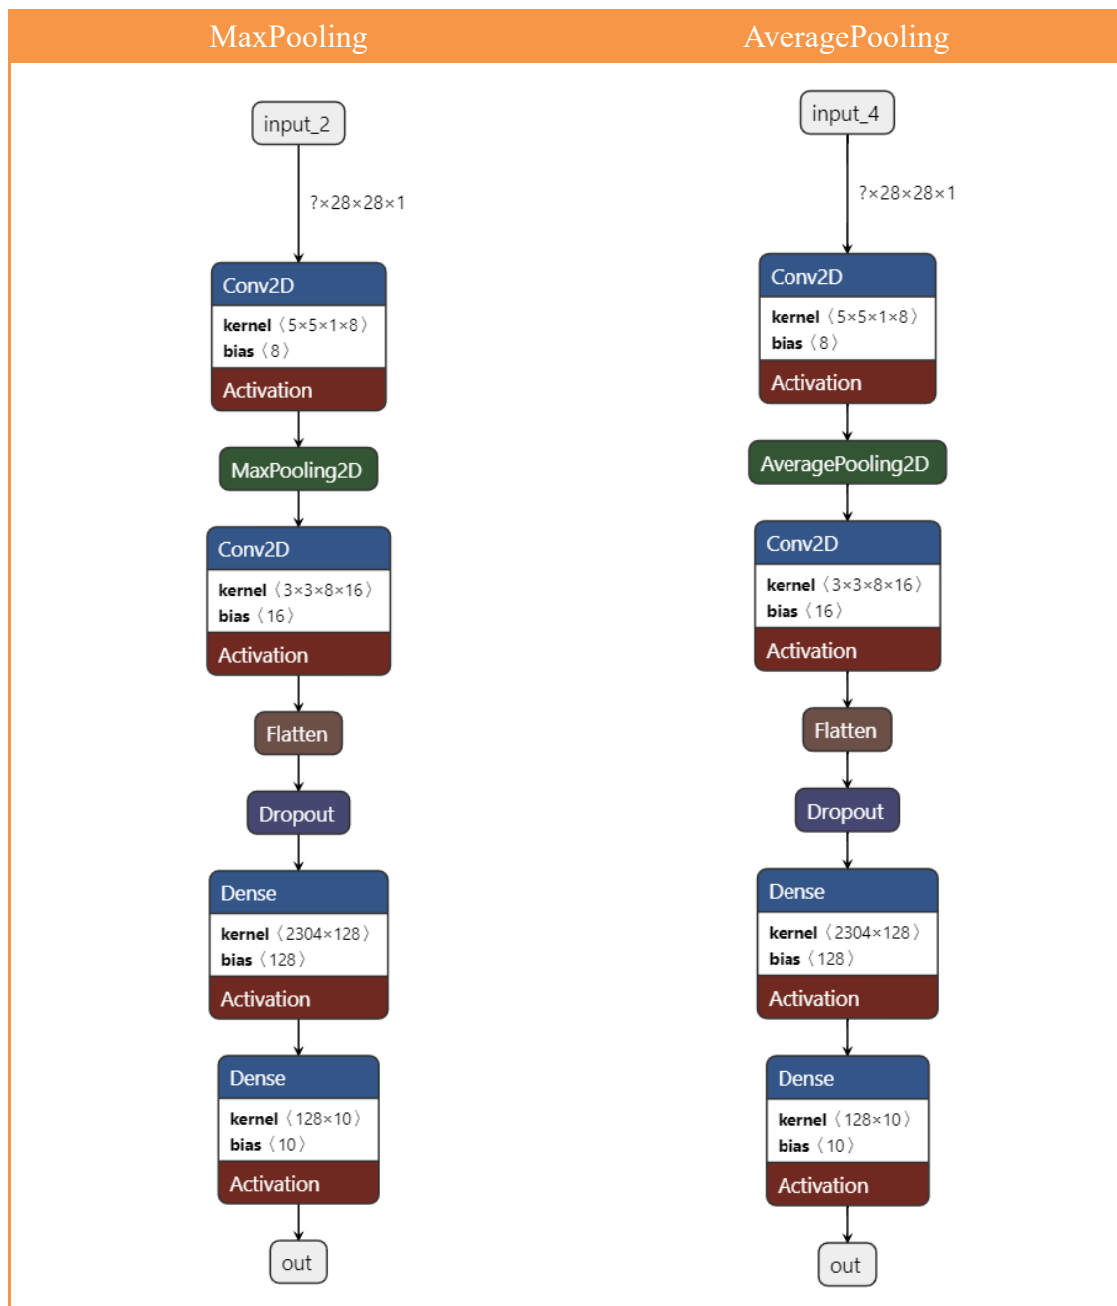 MaxPooling
input_2
?×28×28×1
Conv2D
kernel〈5×5×1×8〉
bias〈8〉
Activation
MaxPooling2D
Conv2D
kernel〈3×3×8×16〉
bias〈16〉
Activation
Flatten
Dropout
Dense
kernel〈2304×128〉
bias〈128〉
Activation
Dense
kernel〈128×10〉
bias〈10〉
Activation
out
AveragePooling
input_4
?×28×28×1
Conv2D
kernel〈5×5×1×8〉
bias〈8〉
Activation
AveragePooling2D
Conv2D
kernel〈3×3×8×16〉
bias〈16〉
Activation
Flatten
Dropout
Dense
kernel〈2304×128〉
bias〈128〉
Activation
Dense
kernel〈128×10〉
bias〈10〉
Activation
out